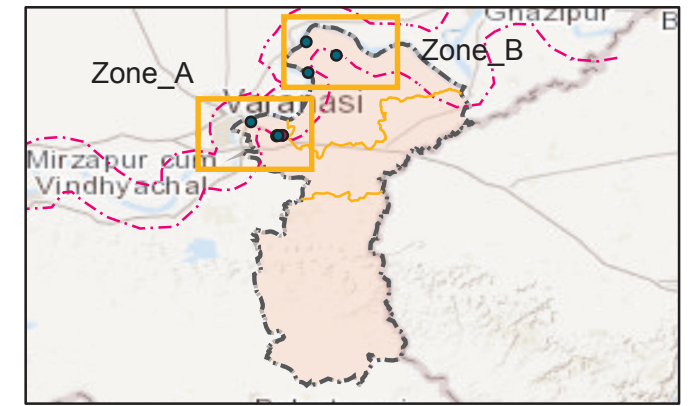 Ghazipur
B
Zone_B
Zone_A
Varanasi
Mirzapur cum
Vindhyachal